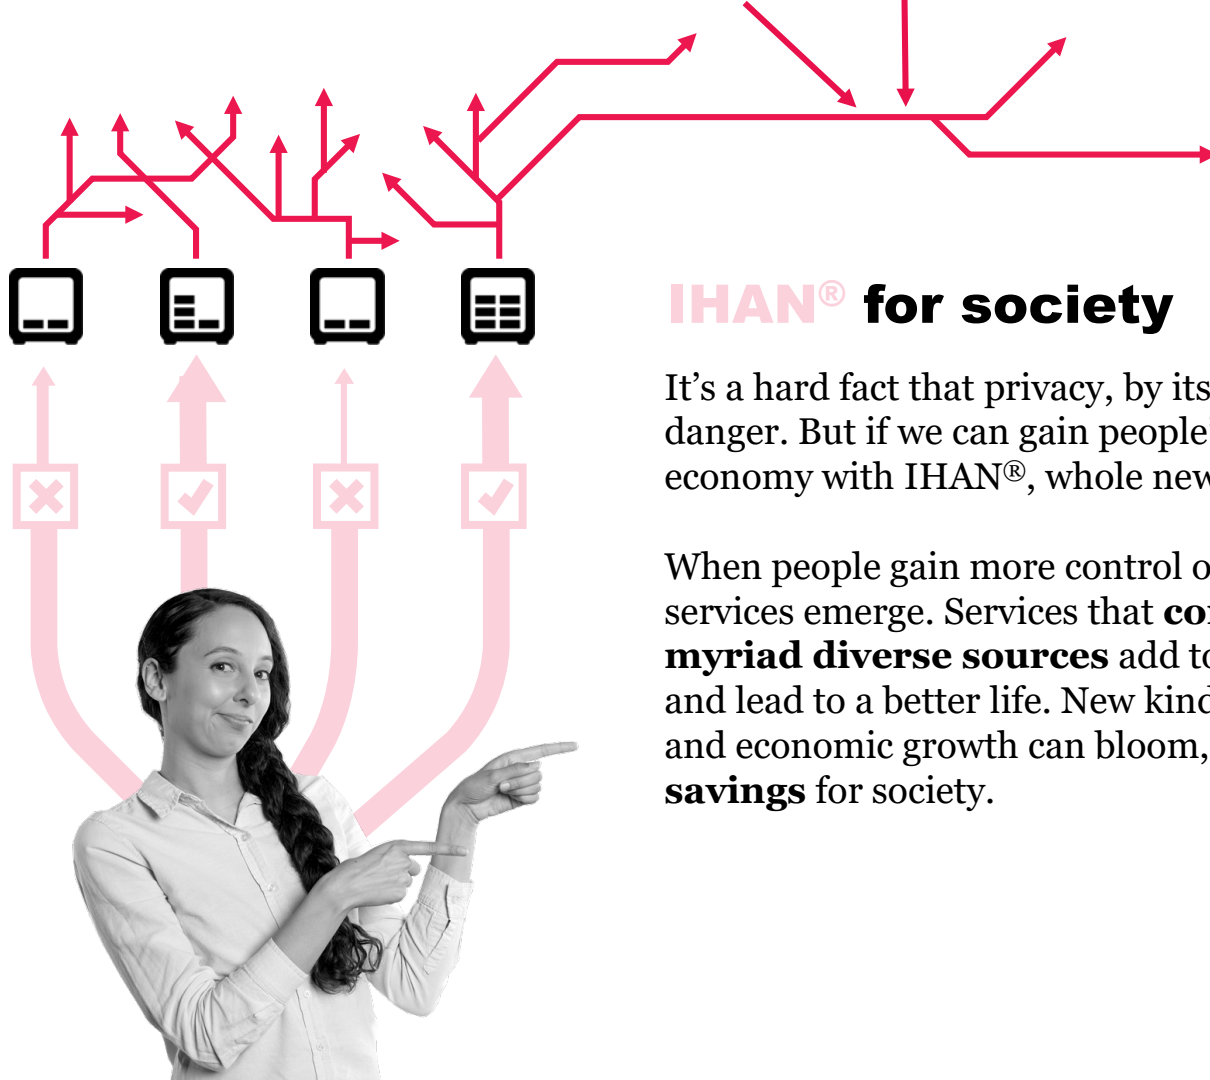 IHAN® for society
It’s a hard fact that privacy, by its
danger. But if we can gain people’
economy with IHAN®, whole new
When people gain more control o
services emerge. Services that
myriad diverse sources add to
and lead to a better life. New kind
and economic growth can bloom,
savings for society.